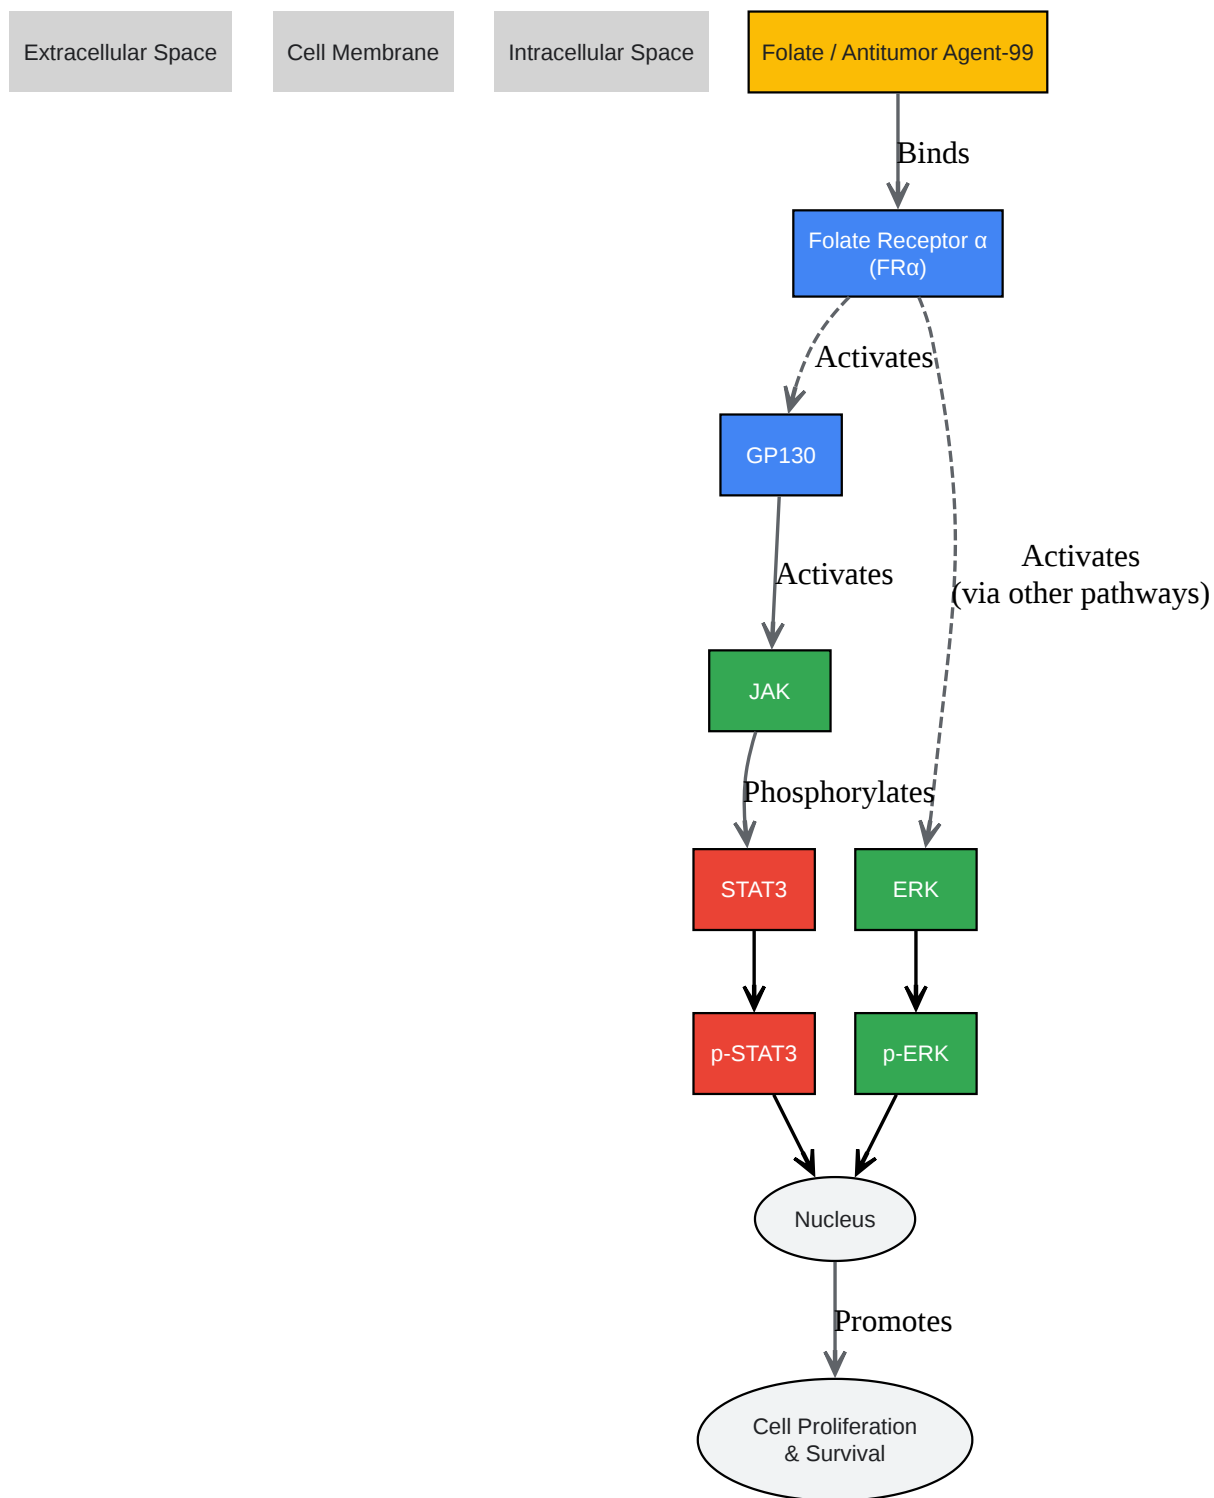 Extracellular Space
Cell Membrane
Intracellular Space
Folate / Antitumor Agent-99
Binds
Folate Receptor α
(FRα)
Activates
GP130
Activates
Activates
(via other pathways)
JAK
Phosphorylates
STAT3
ERK
p-STAT3
p-ERK
Nucleus
Promotes
Cell Proliferation
& Survival